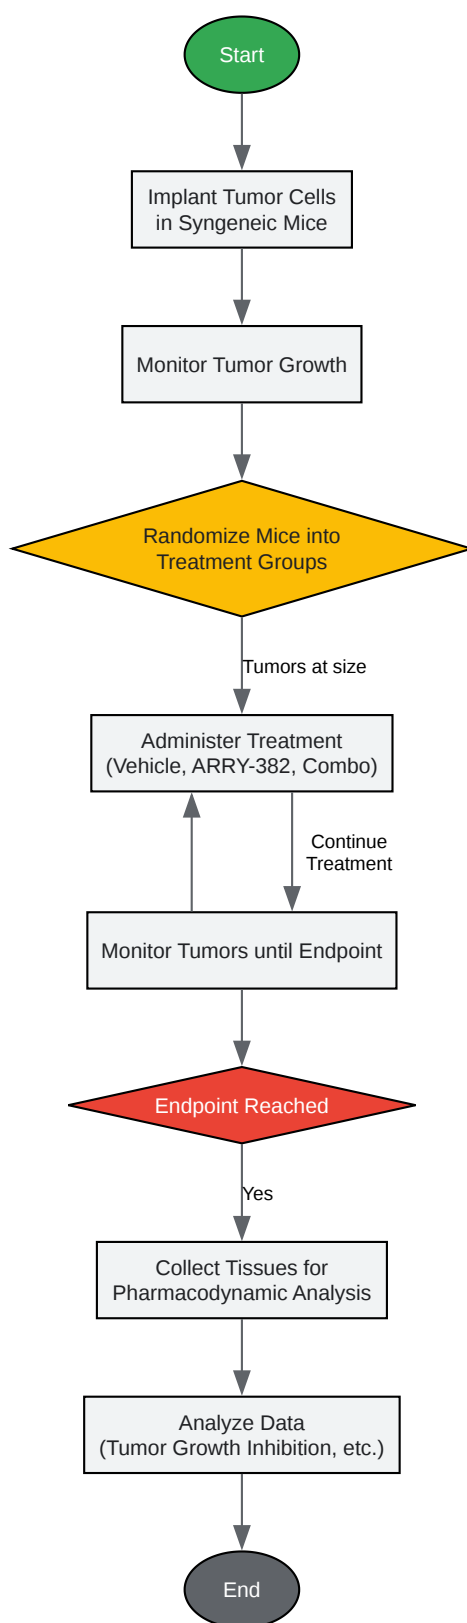 Start
Implant Tumor Cells
in Syngeneic Mice
Monitor Tumor Growth
Randomize Mice into
Treatment Groups
Tumors at size
Administer Treatment
(Vehicle, ARRY-382, Combo)
Continue
Treatment
Monitor Tumors until Endpoint
Endpoint Reached
Yes
Collect Tissues for
Pharmacodynamic Analysis
Analyze Data
(Tumor Growth Inhibition, etc.)
End